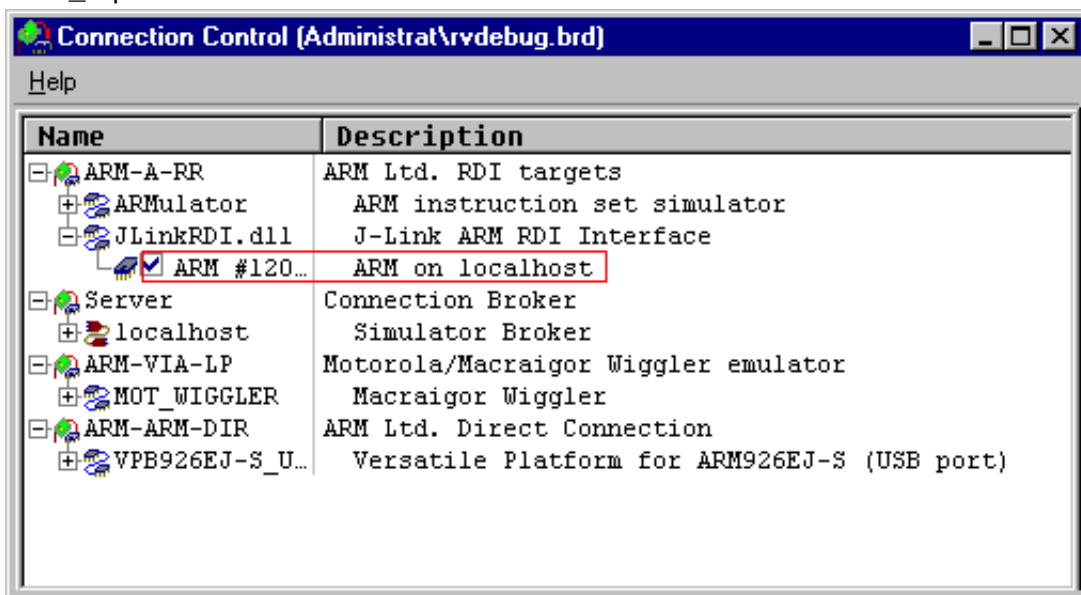 Connection Control (Administrat\rvdebug.brd)
Help
Name Description
ARM-A-RR ARM Ltd. RDI targets
ARMulator ARM instruction set simulator
JLinkRDI.dll J-Link ARM RDI Interface
ARM #120… ARM on localhost
Server Connection Broker
localhost Simulator Broker
ARM-VIA-LP Motorola/Macraigor Wiggler emulator
MOT_WIGGLER Macraigor Wiggler
ARM-ARM-DIR ARM Ltd. Direct Connection
VPB926EJ-S_U… Versatile Platform for ARM926EJ-S (USB port)